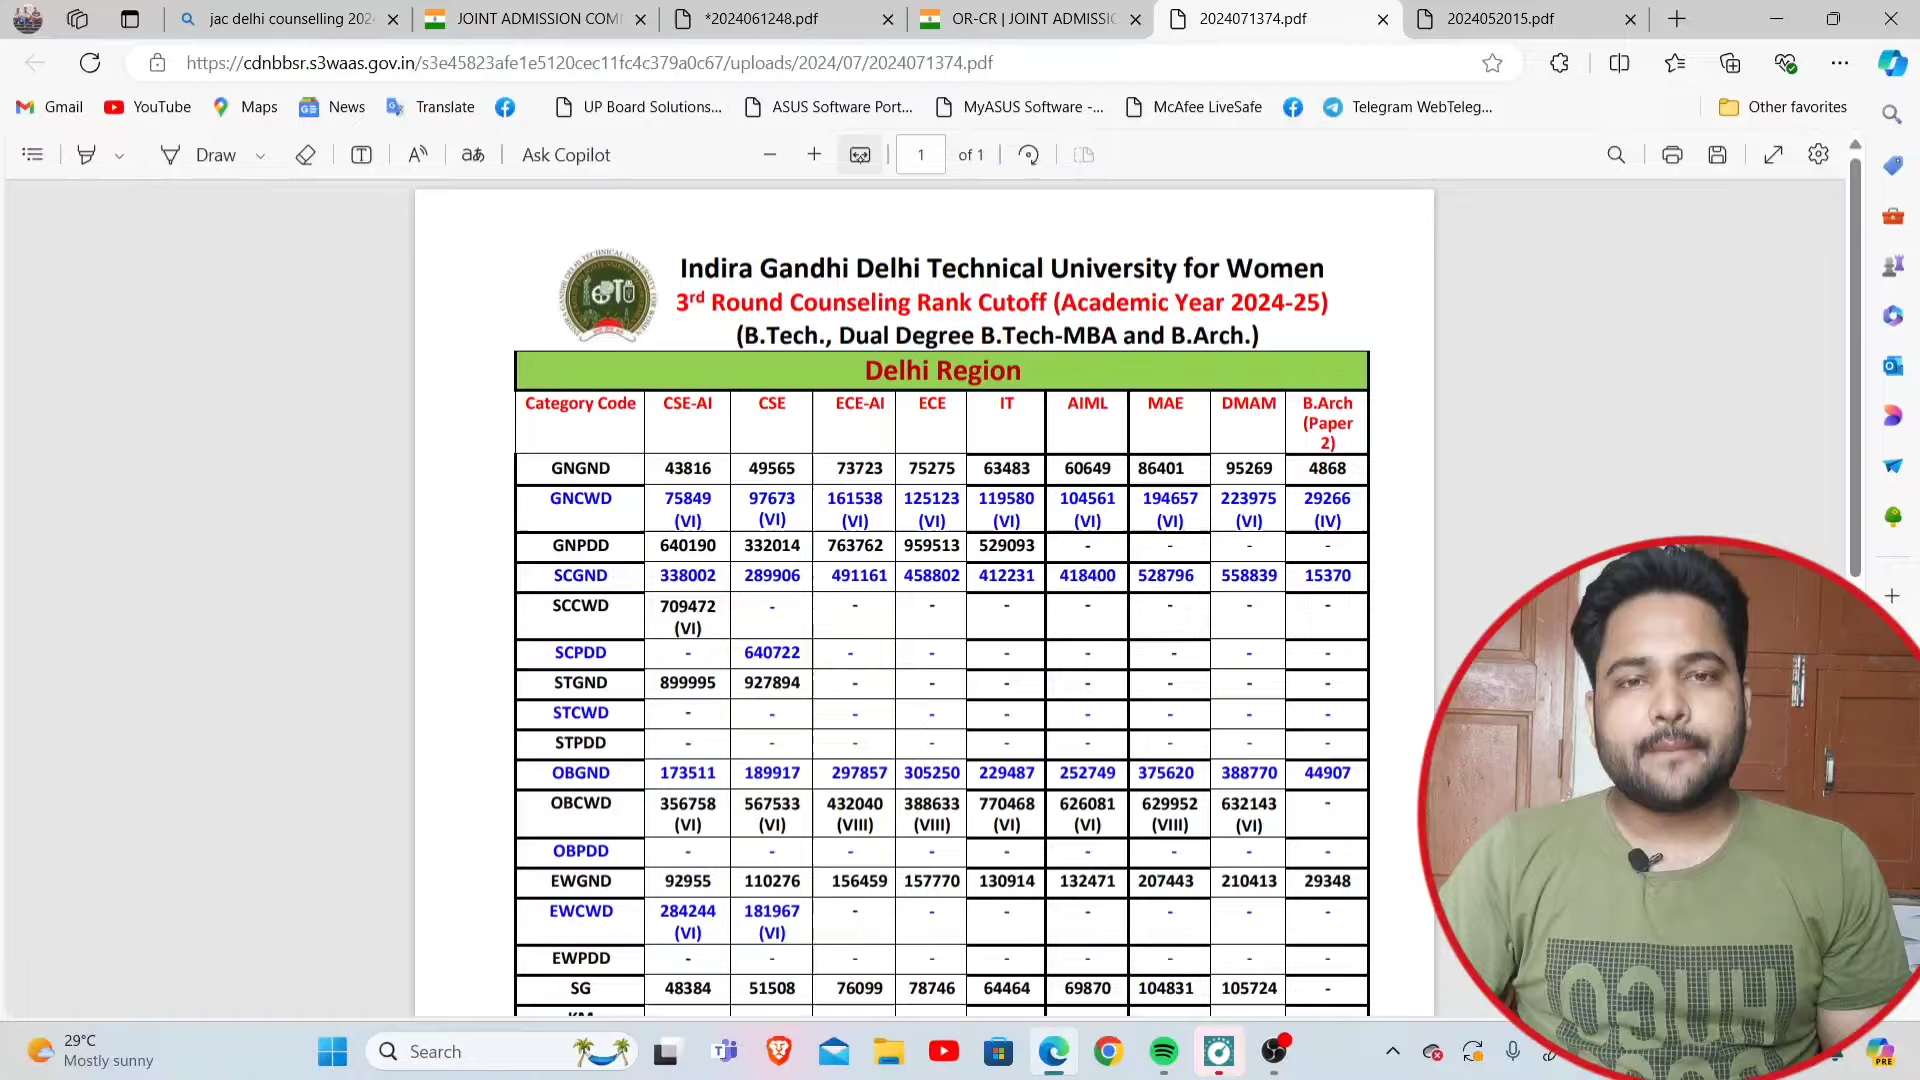 jac delhi counselling 202
JOINT ADMISSION COM
*2024061248.pdf
OR-CR | JOINT ADMISSIC
2024071374.pdf
2024052015.pdf
https://cdnbbsr.s3waas.gov.in/s3e45823afe1e5120cec11fc4c379a0c67/uploads/2024/07/2024071374.pdf
Gmail YouTube Maps News Translate UP Board Solutions... ASUS Software Port... MyASUS Software -... McAfee LiveSafe Telegram WebTeleg... Other favorites
Draw Ask Copilot 1 of 1
Indira Gandhi Delhi Technical University for Women
3rd Round Counseling Rank Cutoff (Academic Year 2024-25)
(B.Tech., Dual Degree B.Tech-MBA and B.Arch.)
Delhi Region
Category Code CSE-AI CSE ECE-AI ECE IT AIML MAE DMAM B.Arch (Paper 2)
GNGND 43816 49565 73723 75275 63483 60649 86401 95269 4868
GNCWD 75849 97673 161538 125123 119580 104561 194657 223975 29266
(VI) (VI) (VI) (VI) (VI) (VI) (VI) (VI) (IV)
GNPDD 640190 332014 763762 959513 529093 - - - -
SCGND 338002 289906 491161 458802 412231 418400 528796 558839 15370
SCCWD 709472 - - - - - - - -
(VI)
SCPDD - 640722 - - - - - - -
STGND 899995 927894 - - - - - - -
STCWD - - - - - - - - -
STPDD - - - - - - - - -
OBGND 173511 189917 297857 305250 229487 252749 375620 388770 44907
OBCWD 356758 567533 432040 388633 770468 626081 629952 632143 -
(VI) (VI) (VIII) (VIII) (VI) (VI) (VIII) (VI)
OBPDD - - - - - - - - -
EWGND 92955 110276 156459 157770 130914 132471 207443 210413 29348
EWCWD 284244 181967 - - - - - - -
(VI) (VI)
EWPDD - - - - - - - - -
SG 48384 51508 76099 78746 64464 69870 104831 105724 -
29°C
Mostly sunny
Search
PRE